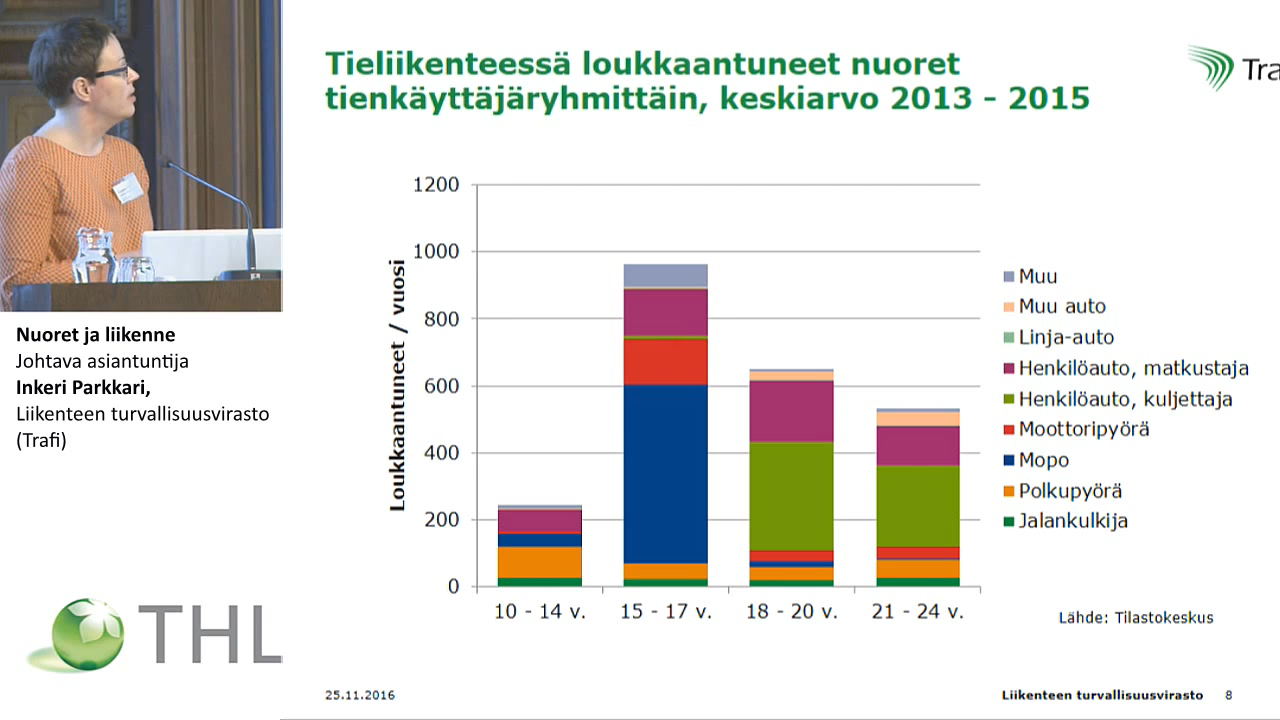 Tieliikenteessä loukkaantuneet nuoret
tienkäyttäjäryhmittäin, keskiarvo 2013 - 2015
Tra
Loukkaantuneet / vuosi
1200
1000
800
600
400
200
0
10 - 14 v.
15 - 17 v.
18 - 20 v.
21 - 24 v.
Muu
Muu auto
Linja-auto
Henkilöauto, matkustaja
Henkilöauto, kuljettaja
Moottoripyörä
Mopo
Polkupyörä
Jalankulkija
Lähde: Tilastokeskus
25.11.2016
Liikenteen turvallisuusvirasto 8
Nuoret ja liikenne
Johtava asiantuntija
Inkeri Parkkari,
Liikenteen turvallisuusvirasto
(Trafi)
THL